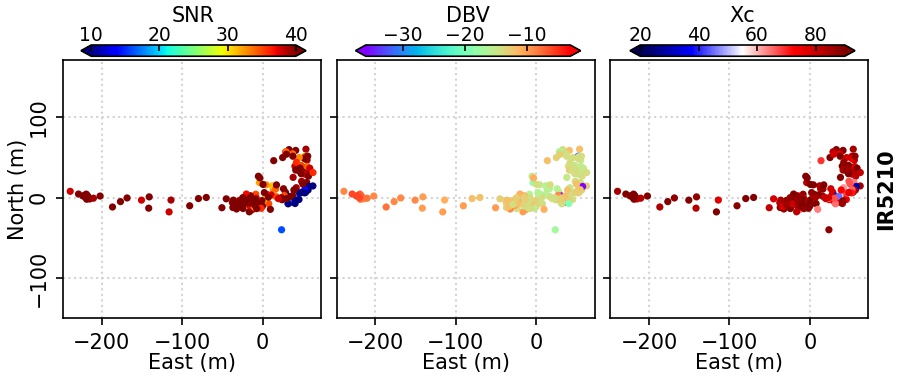 SNR
10 20 30 40
DBV
−30 −20 −10
Xc
20 40 60 80
North (m)
100
0
−100
−200 −100 0
East (m)
−200 −100 0
East (m)
−200 −100 0
East (m)
IR5210